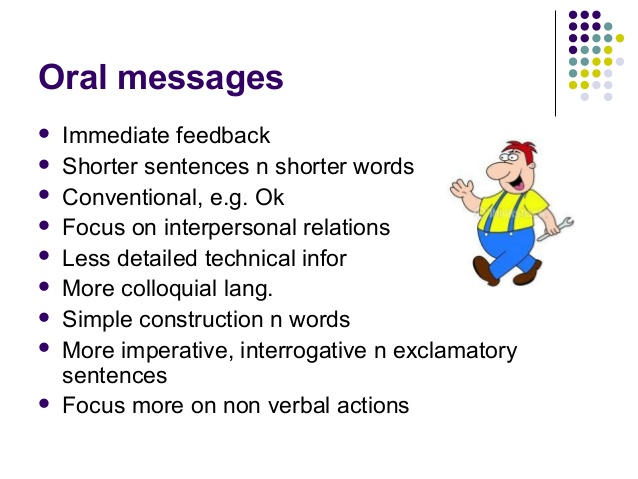 Oral messages
Immediate feedback
Shorter sentences n shorter words
Conventional, e.g. Ok
Focus on interpersonal relations
Less detailed technical infor
More colloquial lang.
Simple construction n words
More imperative, interrogative n exclamatory
sentences
Focus more on non verbal actions